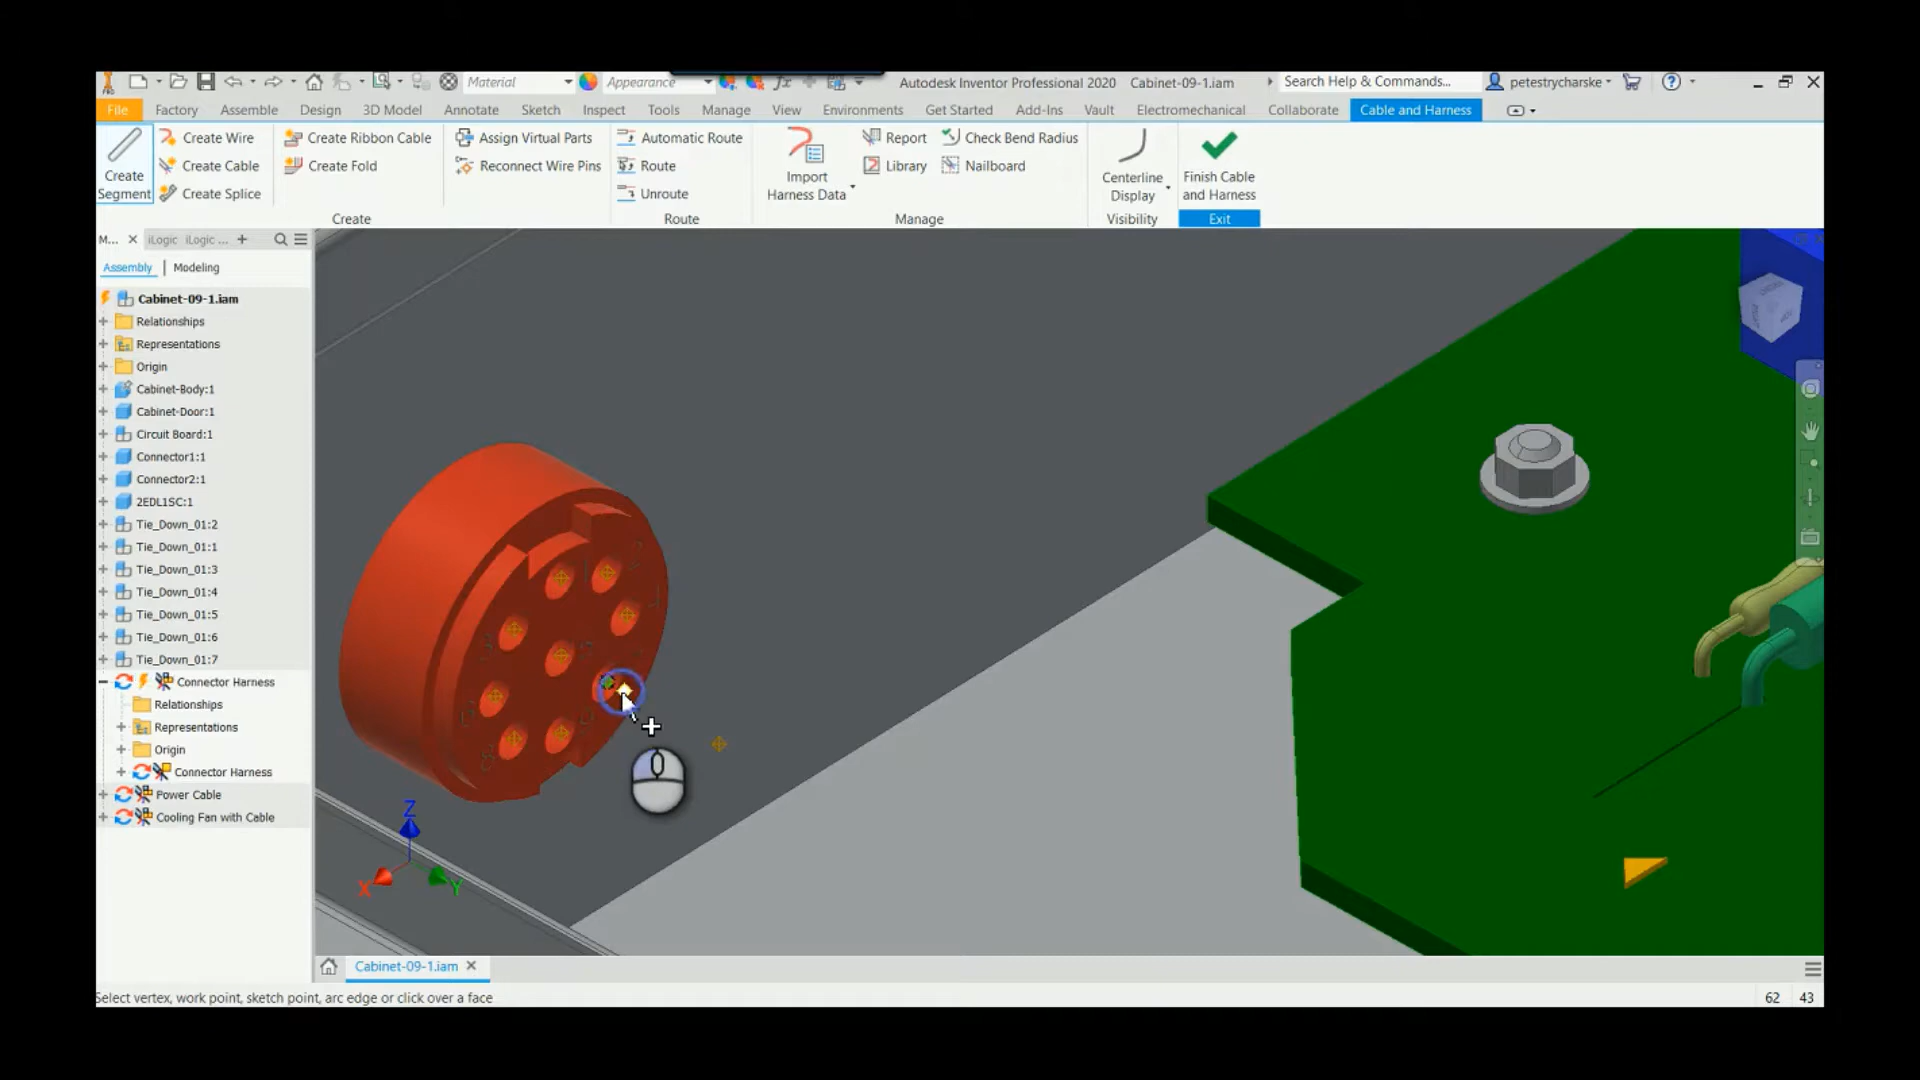 Material
Appearance
fx
Autodesk Inventor Professional 2020 Cabinet-09-1.iam
Search Help & Commands...
petestrycharske
File Factory Assemble Design 3D Model Annotate Sketch Inspect Tools Manage View Environments Get Started Add-Ins Vault Electromechanical Collaborate Cable and Harness
Create
Segment
Create Wire
Create Cable
Create Splice
Create Ribbon Cable
Create Fold
Create
Assign Virtual Parts
Reconnect Wire Pins
Automatic Route
Route
Unroute
Route
Import
Harness Data
Report
Library
Check Bend Radius
Nailboard
Manage
Centerline
Display
Visibility
Finish Cable
and Harness
Exit
M... iLogic iLogic ...
Assembly Modeling
Cabinet-09-1.iam
Relationships
Representations
Origin
Cabinet-Body:1
Cabinet-Door:1
Circuit Board:1
Connector1:1
Connector2:1
2EDL1SC:1
Tie_Down_01:2
Tie_Down_01:1
Tie_Down_01:3
Tie_Down_01:4
Tie_Down_01:5
Tie_Down_01:6
Tie_Down_01:7
Connector Harness
Relationships
Representations
Origin
Connector Harness
Power Cable
Cooling Fan with Cable
Z
X
Y
Cabinet-09-1.iam
Select vertex, work point, sketch point, arc edge or click over a face
62 43